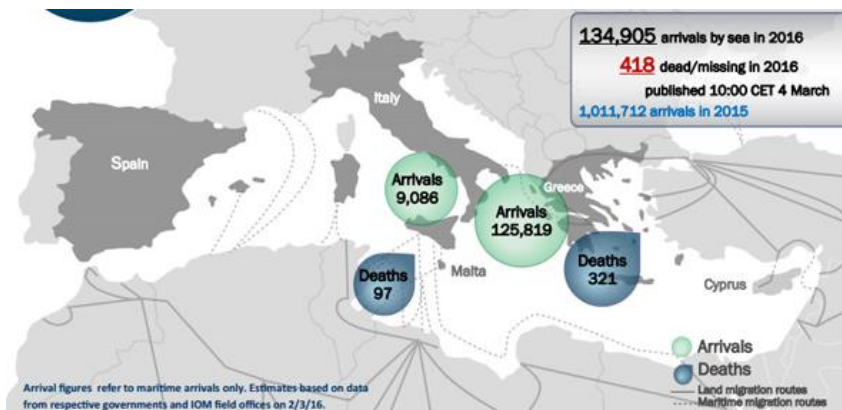 134,905 arrivals by sea in 2016
418 dead/missing in 2016
published 10:00 CET 4 March
1,011,712 arrivals in 2015
Italy
Spain
Greece
Arrivals
9,086
Arrivals
125,819
Deaths
97
Malta
Deaths
321
Cyprus
Arrivals
Deaths
Land migration routes
Maritime migration routes
Arrival figures refer to maritime arrivals only. Estimates based on data
from respective governments and IOM field offices on 2/3/16.